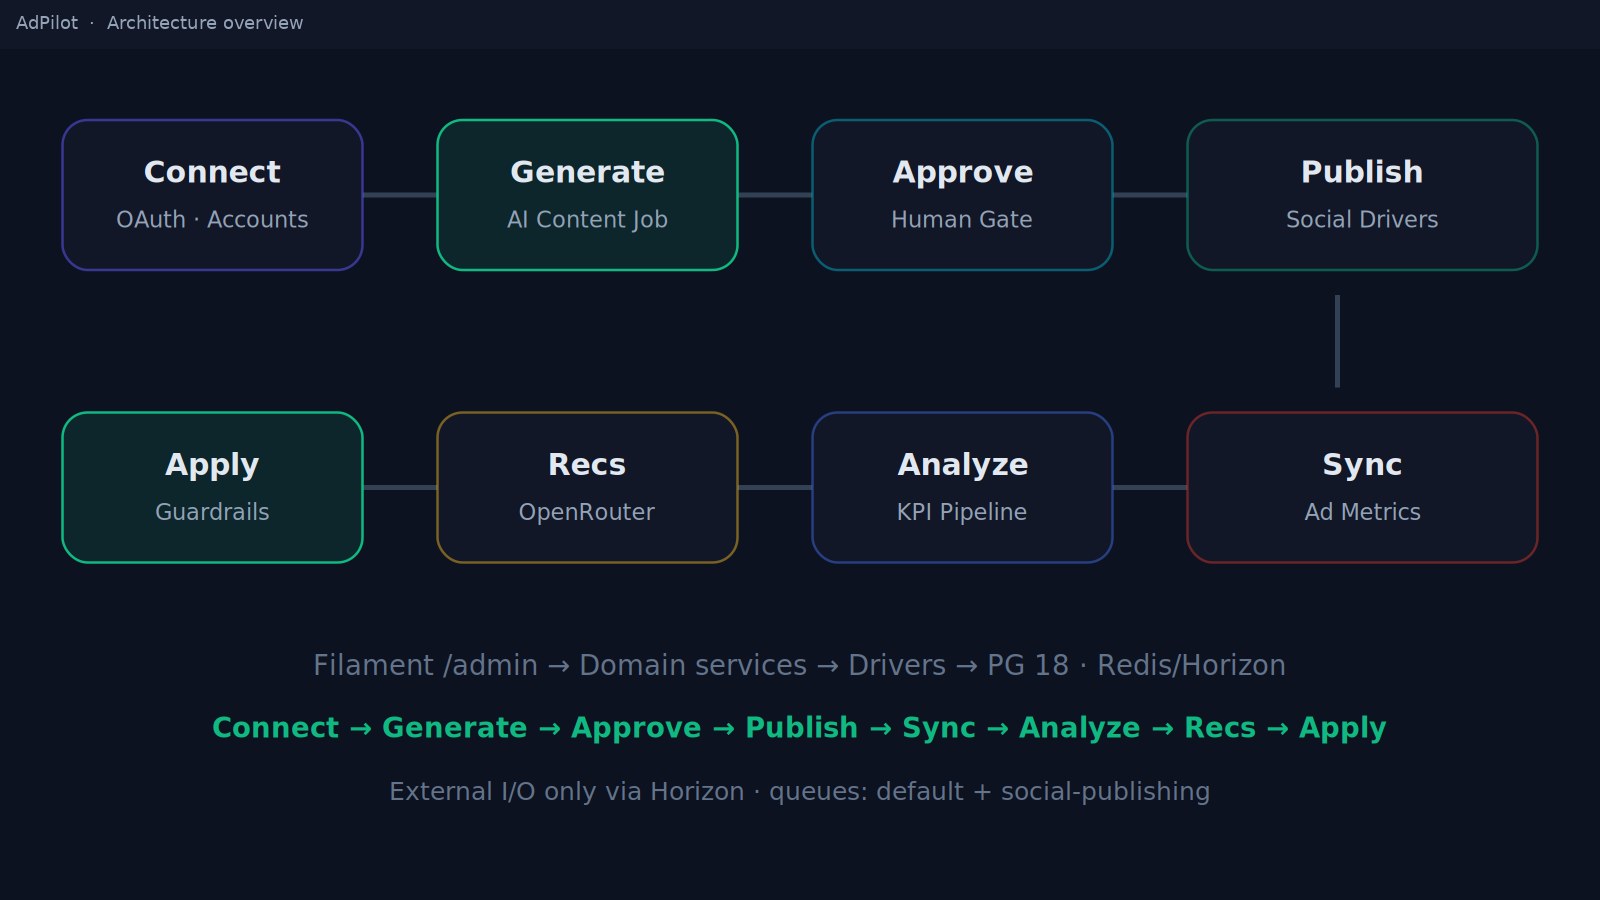 AdPilot · Architecture overview
Connect
OAuth · Accounts
Generate
AI Content Job
Approve
Human Gate
Publish
Social Drivers
Apply
Guardrails
Recs
OpenRouter
Analyze
KPI Pipeline
Sync
Ad Metrics
Filament /admin → Domain services → Drivers → PG 18 · Redis/Horizon
Connect → Generate → Approve → Publish → Sync → Analyze → Recs → Apply
External I/O only via Horizon · queues: default + social-publishing